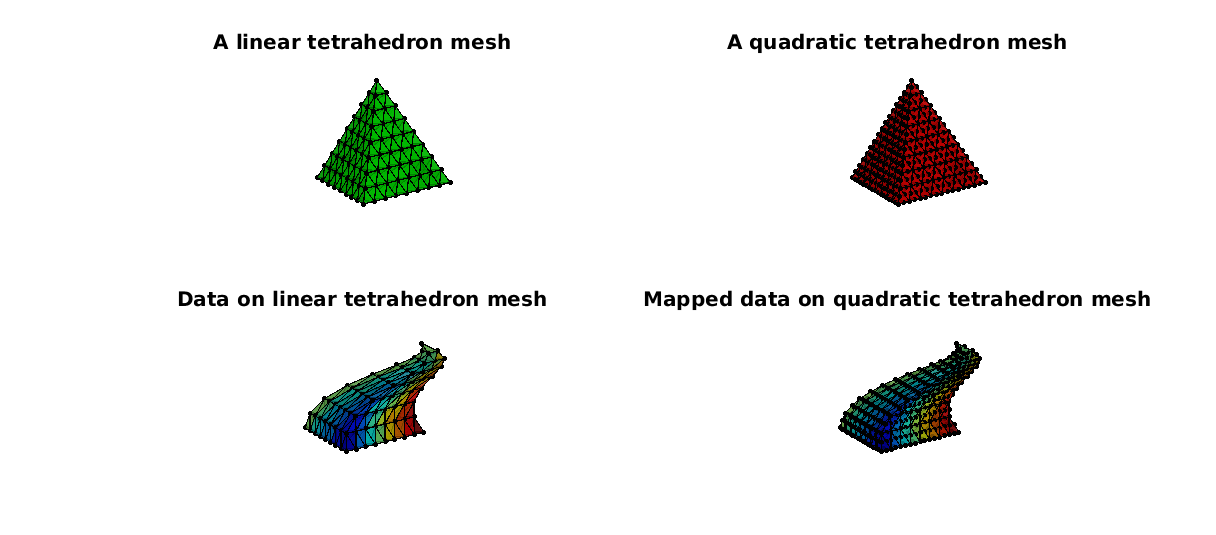 A linear tetrahedron mesh
A quadratic tetrahedron mesh
Data on linear tetrahedron mesh
Mapped data on quadratic tetrahedron mesh